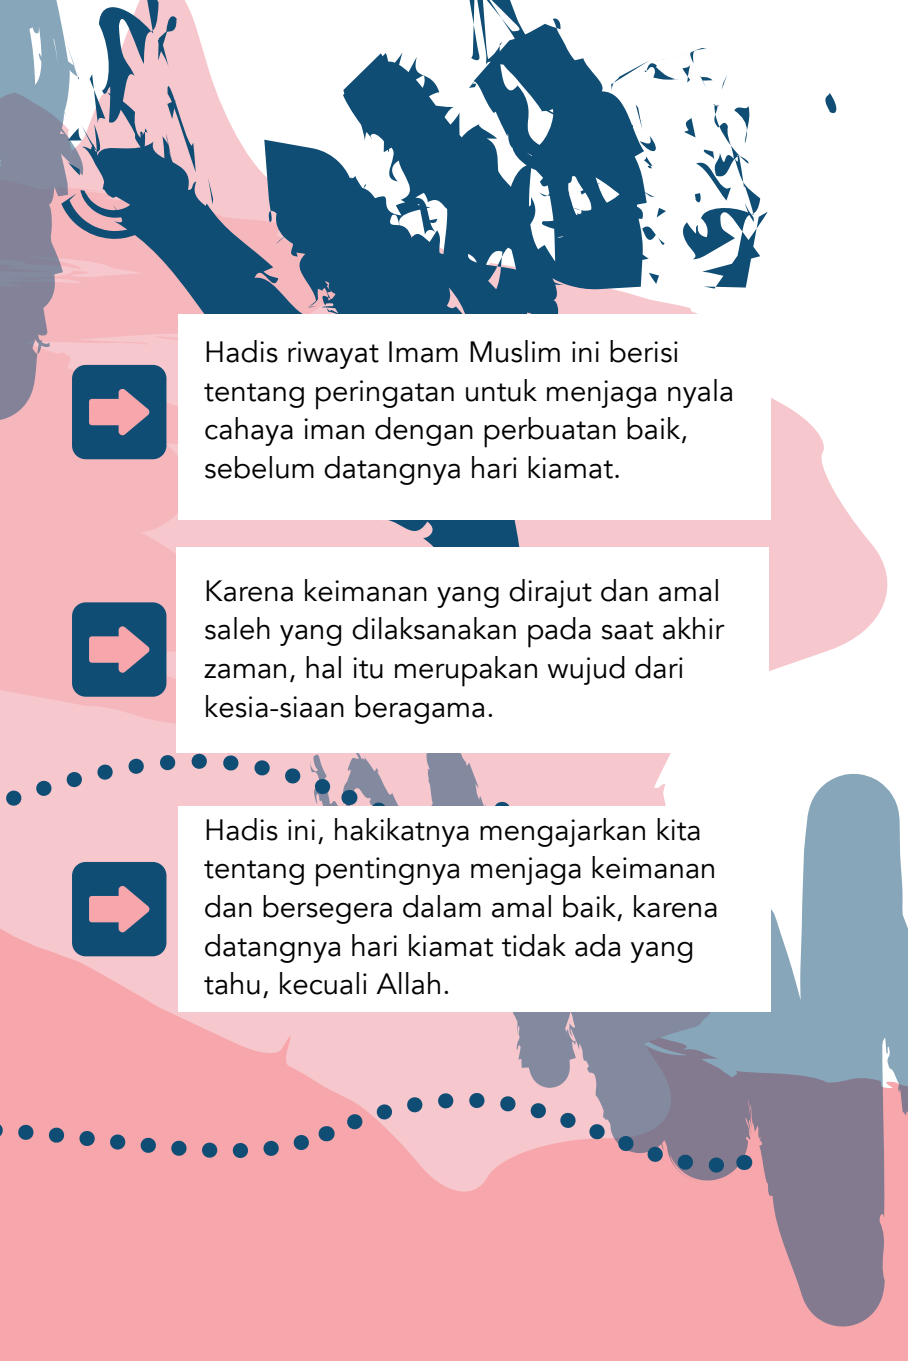 Hadis riwayat Imam Muslim ini berisi
tentang peringatan untuk menjaga nyala
cahaya iman dengan perbuatan baik,
sebelum datangnya hari kiamat.
Karena keimanan yang dirajut dan amal
saleh yang dilaksanakan pada saat akhir
zaman, hal itu merupakan wujud dari
kesia-siaan beragama.
Hadis ini, hakikatnya mengajarkan kita
tentang pentingnya menjaga keimanan
dan bersegera dalam amal baik, karena
datangnya hari kiamat tidak ada yang
tahu, kecuali Allah.